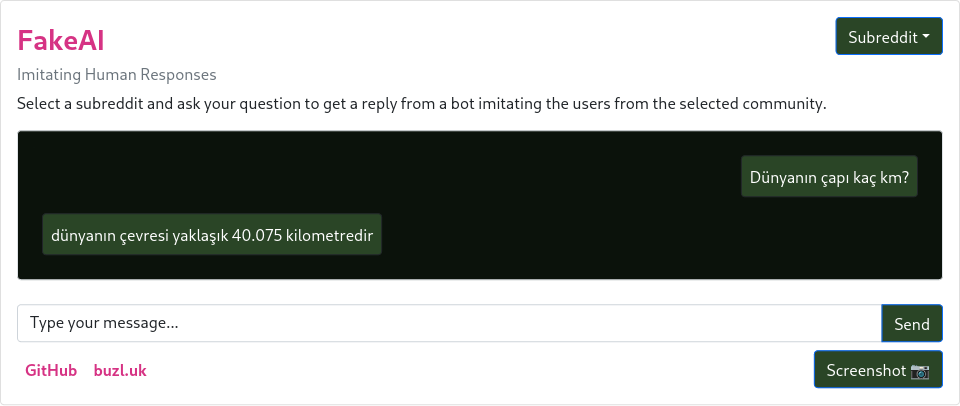 FakeAI
Subreddit
Imitating Human Responses
Select a subreddit and ask your question to get a reply from a bot imitating the users from the selected community.
Dünyanın çapı kaç km?
dünyanın çevresi yaklaşık 40.075 kilometredir
Type your message...
Send
GitHub buzl.uk
Screenshot 📷